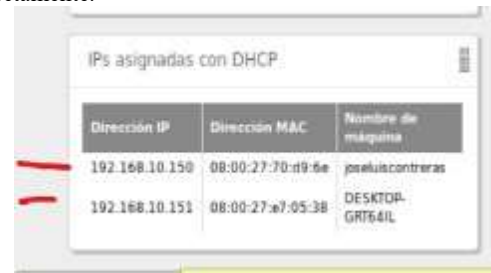 IPs asignadas con DHCP
Dirección IP Dirección MAC Nombre de
máquina
192.168.10.150 08:00:27:70:d9:6e joseluiscontreras
192.168.10.151 08:00:27:e7:05:38 DESKTOP-
GRT64IL